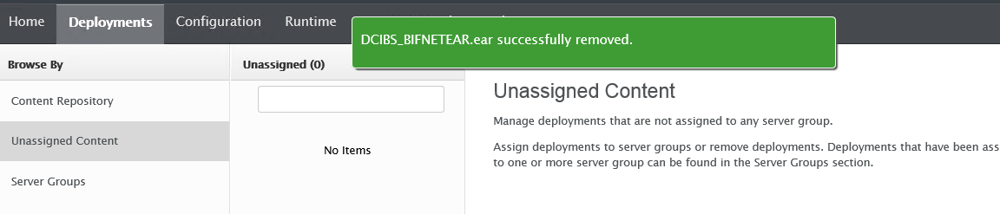 Home Deployments Configuration Runtime
DCIBS_BIFNETEAR.ear successfully removed.
Browse By
Unassigned (0)
Content Repository
Unassigned Content
Server Groups
No Items
Unassigned Content
Manage deployments that are not assigned to any server group.
Assign deployments to server groups or remove deployments. Deployments that have been ass
to one or more server group can be found in the Server Groups section.